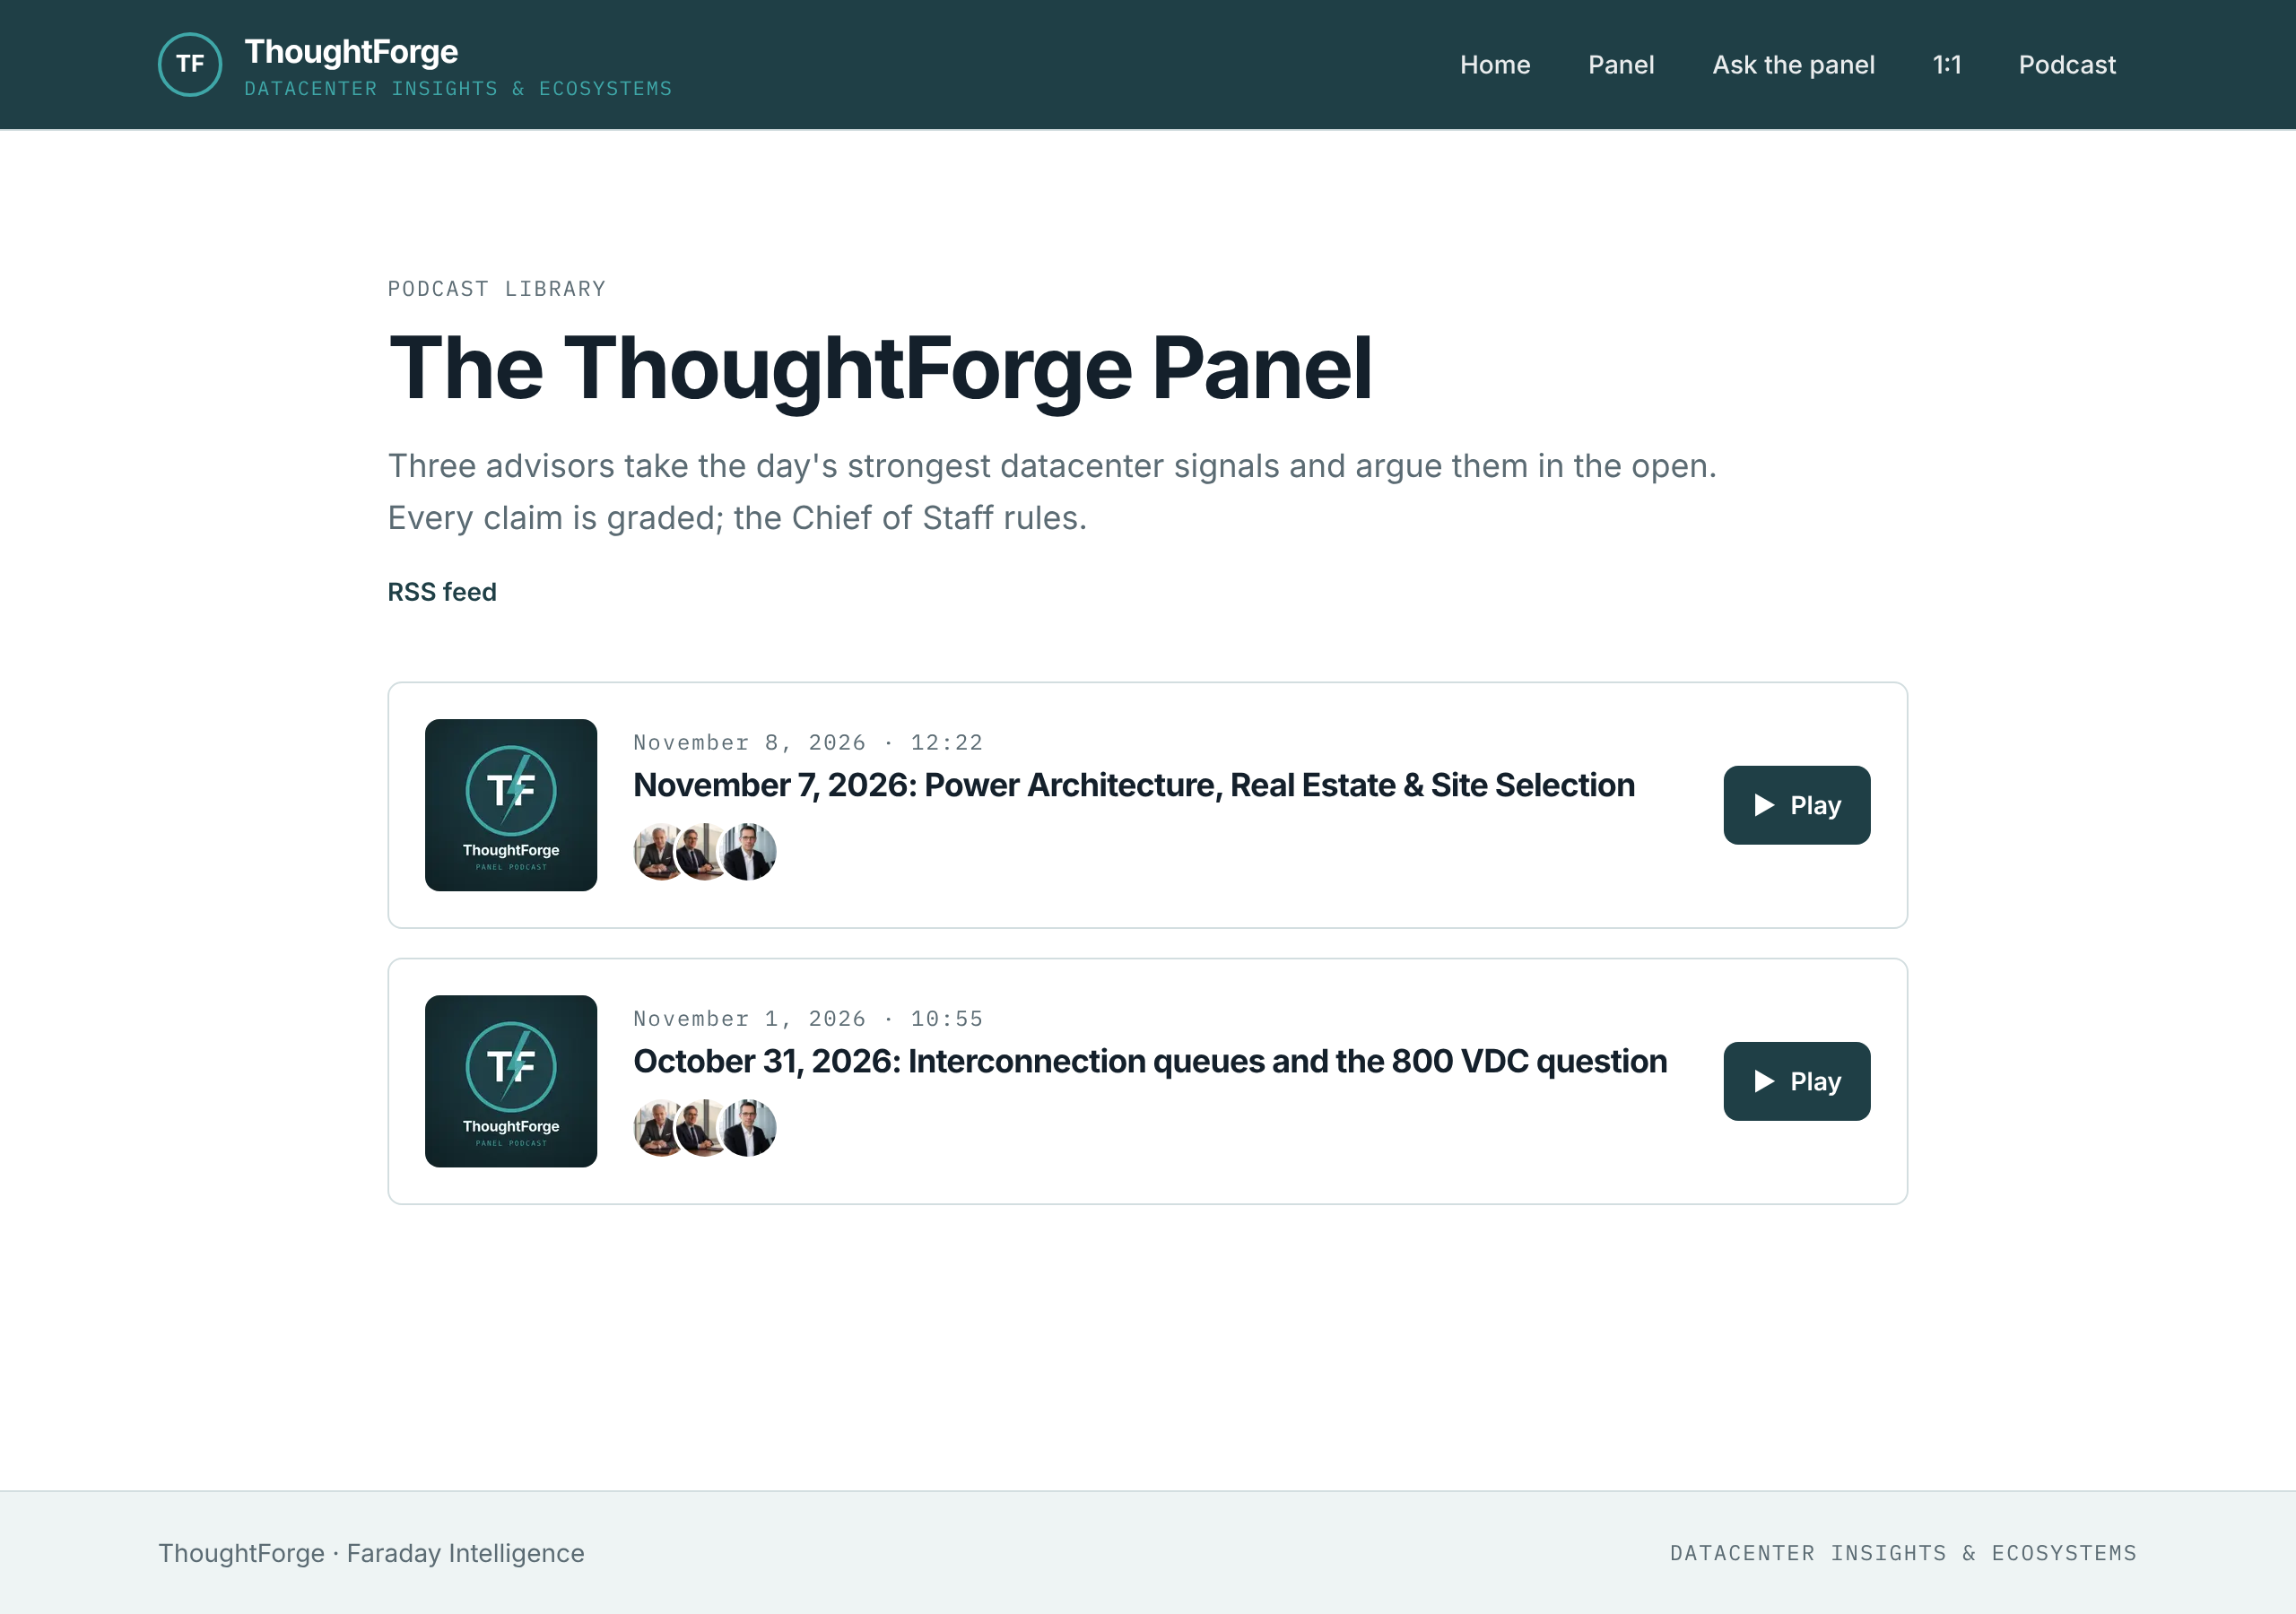 TF
ThoughtForge
DATACENTER INSIGHTS & ECOSYSTEMS
Home
Panel
Ask the panel
1:1
Podcast
PODCAST LIBRARY
The ThoughtForge Panel
Three advisors take the day's strongest datacenter signals and argue them in the open.
Every claim is graded; the Chief of Staff rules.
RSS feed
TF
ThoughtForge
PANEL PODCAST
November 8, 2026 · 12:22
November 7, 2026: Power Architecture, Real Estate & Site Selection
Play
TF
ThoughtForge
PANEL PODCAST
November 1, 2026 · 10:55
October 31, 2026: Interconnection queues and the 800 VDC question
Play
ThoughtForge · Faraday Intelligence
DATACENTER INSIGHTS & ECOSYSTEMS